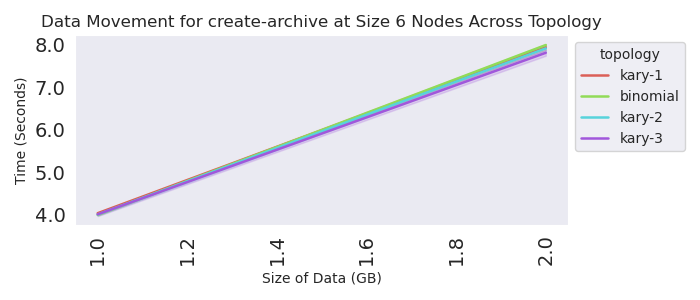 Data Movement for create-archive at Size 6 Nodes Across Topology
8.0
7.0
6.0
5.0
4.0
Time (Seconds)
1.0
1.2
1.4
1.6
1.8
2.0
Size of Data (GB)
topology
kary-1
binomial
kary-2
kary-3